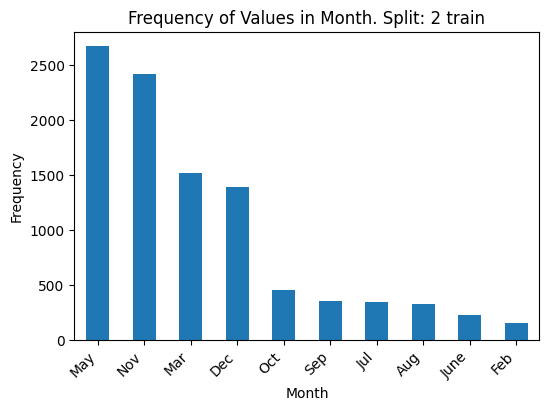 Frequency of Values in Month. Split: 2 train
Frequency
2500
2000
1500
1000
500
0
May Nov Mar Dec Oct Sep Jul Aug June Feb
Month